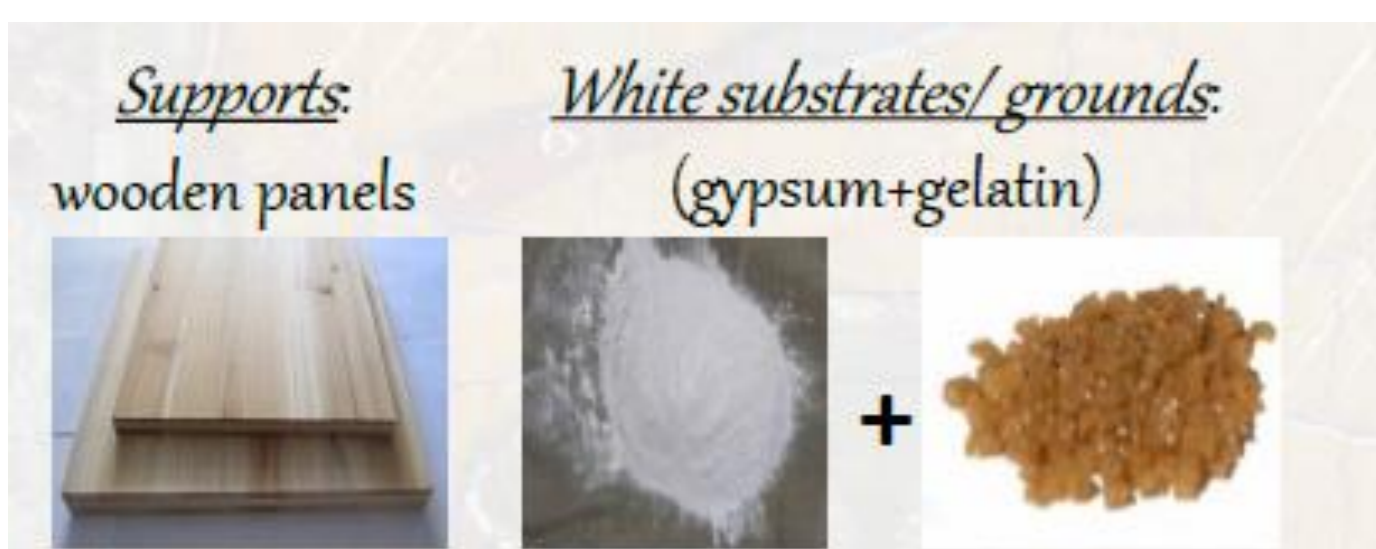 Supports:
wooden panels
White substrates/ grounds:
(gypsum+gelatin)
+